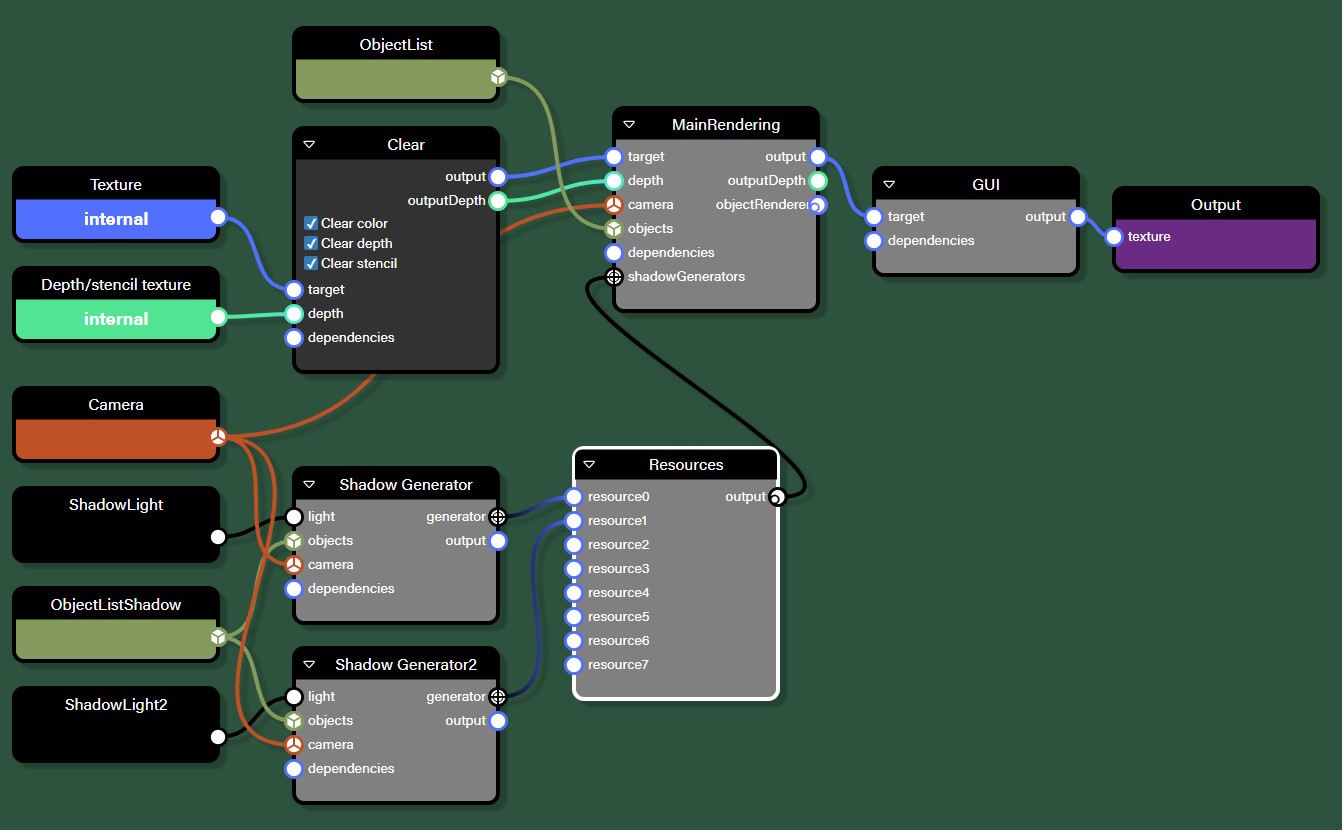 ObjectList
Clear
output
outputDepth
Clear color
Clear depth
Clear stencil
target
depth
dependencies
Texture
internal
Depth/stencil texture
internal
Camera
ShadowLight
ObjectListShadow
ShadowLight2
Shadow Generator
light
generator
objects
output
camera
dependencies
Shadow Generator2
light
generator
objects
output
camera
dependencies
MainRendering
target
output
depth
outputDepth
camera
objectRenderer
objects
dependencies
shadowGenerators
Resources
resource0
output
resource1
resource2
resource3
resource4
resource5
resource6
resource7
GUI
target
output
dependencies
Output
texture